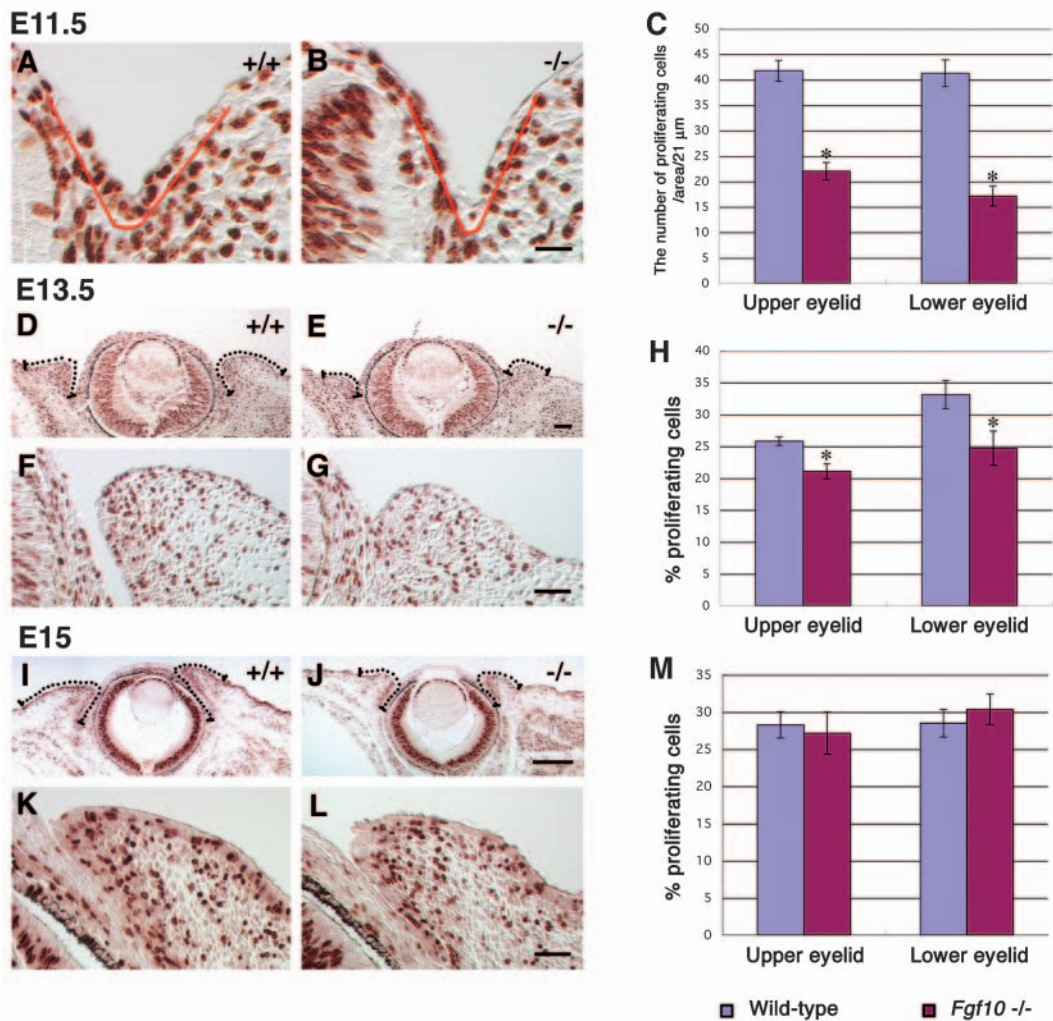 E11.5
A
+/+
B
-/-
C
The number of proliferating cells
/area/21 μm
50
45
40
35
30
25
20
15
10
5
0
*
*
Upper eyelid
Lower eyelid
E13.5
D
+/+
E
-/-
F
G
H
% proliferating cells
40
35
30
25
20
15
10
5
0
*
*
Upper eyelid
Lower eyelid
E15
I
+/+
J
-/-
K
L
M
% proliferating cells
35
30
25
20
15
10
5
0
Upper eyelid
Lower eyelid
Wild-type
Fgf10 -/-